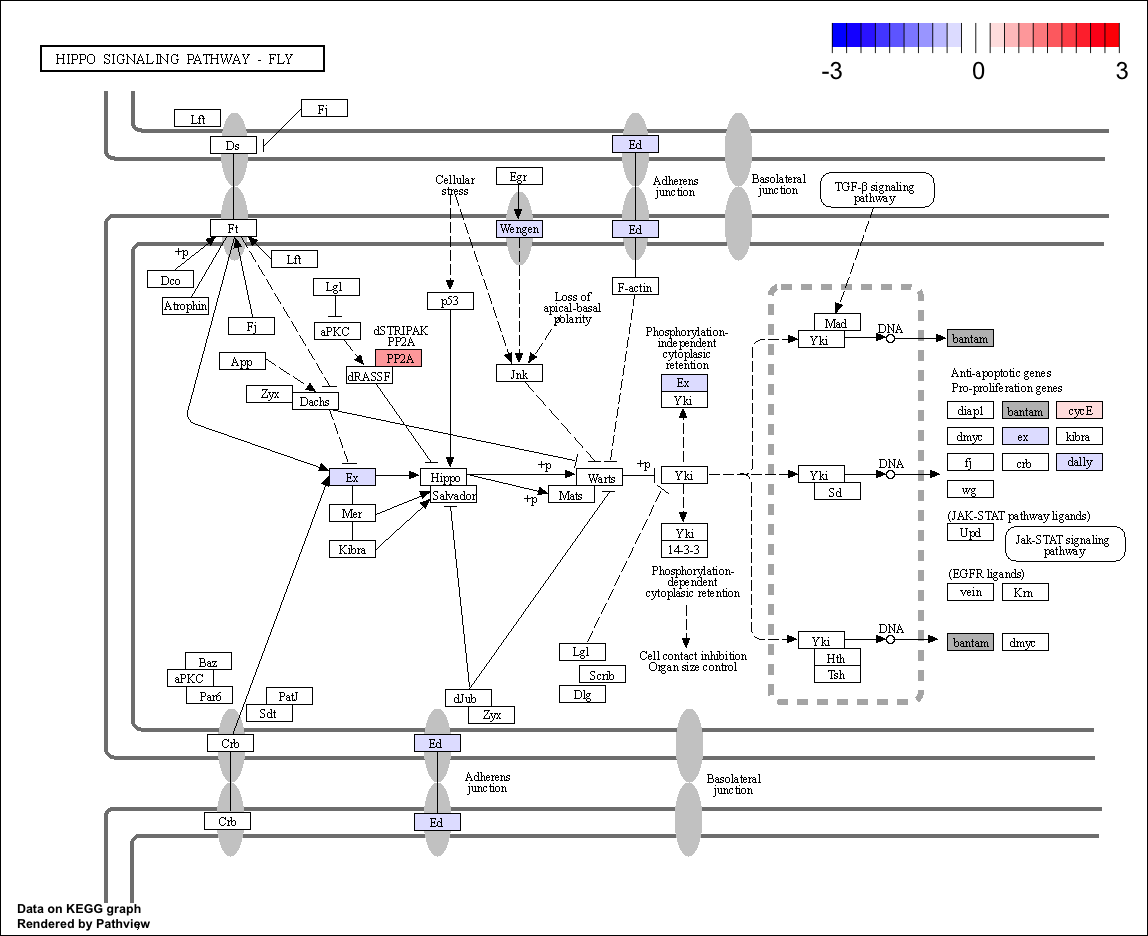 HIPPO SIGNALING PATHWAY - FLY
-3 0 3
Lft
Fj
Ds
Ed
Adherens
junction
Basolateral
junction
Cellular
stress
Egr
TGF-β signaling
pathway
Ft
Wengen
Ed
+p
Dco
Lft
Atrophin
Lgl
p53
F-actin
Loss of
apical-basal
polarity
Fj
aPKC
dSTRIPAK
PP2A
PP2A
dRASSF
App
Zyx
Dachs
Jnk
Phosphorylation-
independent
cytoplasic
retention
Ex
Yki
Mad
Yki
DNA
bantam
Anti-apoptotic genes
Pro-proliferation genes
diap1 bantam cycE
dmyc ex kibra
fj crb dally
wg
Ex
Hippo
Salvador
+p
+p
Warts
Mats
+p
Yki
Yki
Sd
DNA
Mer
Kibra
Yki
14-3-3
(JAK-STAT pathway ligands)
Upd
Jak-STAT signaling
pathway
Phosphorylation-
dependent
cytoplasic retention
(EGFR ligands)
vein Krn
Cell contact inhibition
Organ size control
Yki
Hth
Tsh
DNA
bantam dmyc
Lgl
Scrib
Dlg
Baz
aPKC
Par6
PatJ
Sdt
dJub
Zyx
Crb
Ed
Adherens
junction
Basolateral
junction
Crb
Ed
Data on KEGG graph
Rendered by Pathview